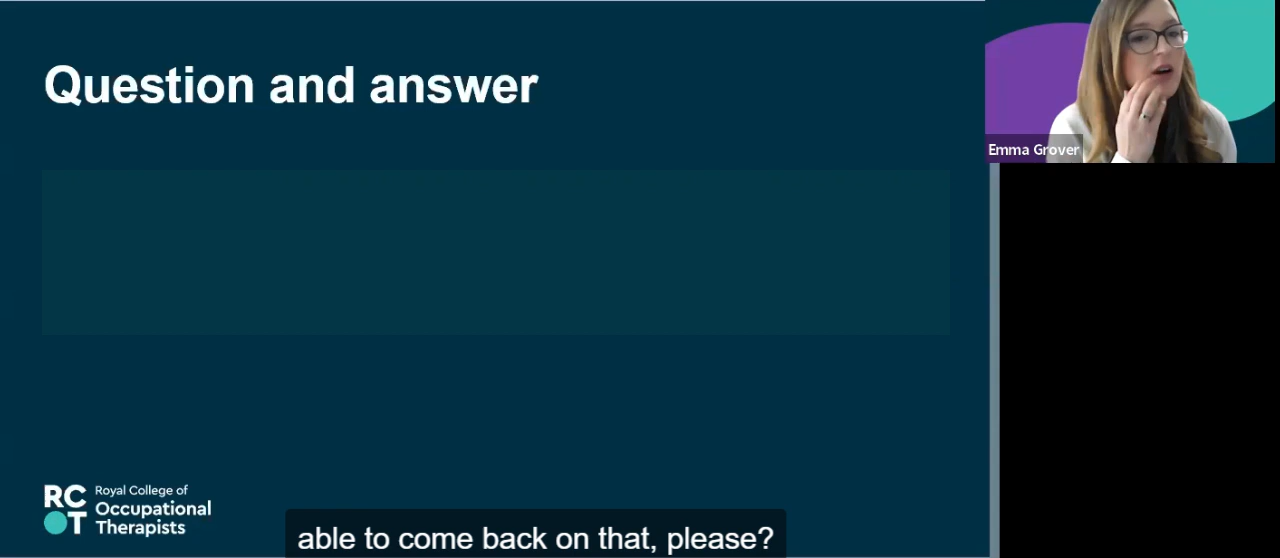 Question and answer
Emma Grover
RC
OT
Royal College of
Occupational
Therapists
able to come back on that, please?